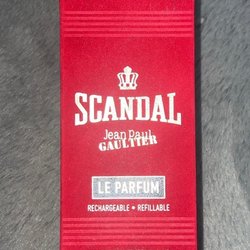 SCANDAL
Jean Paul
GAULTIER
LE PARFUM
RECHARGEABLE • REFILLABLE